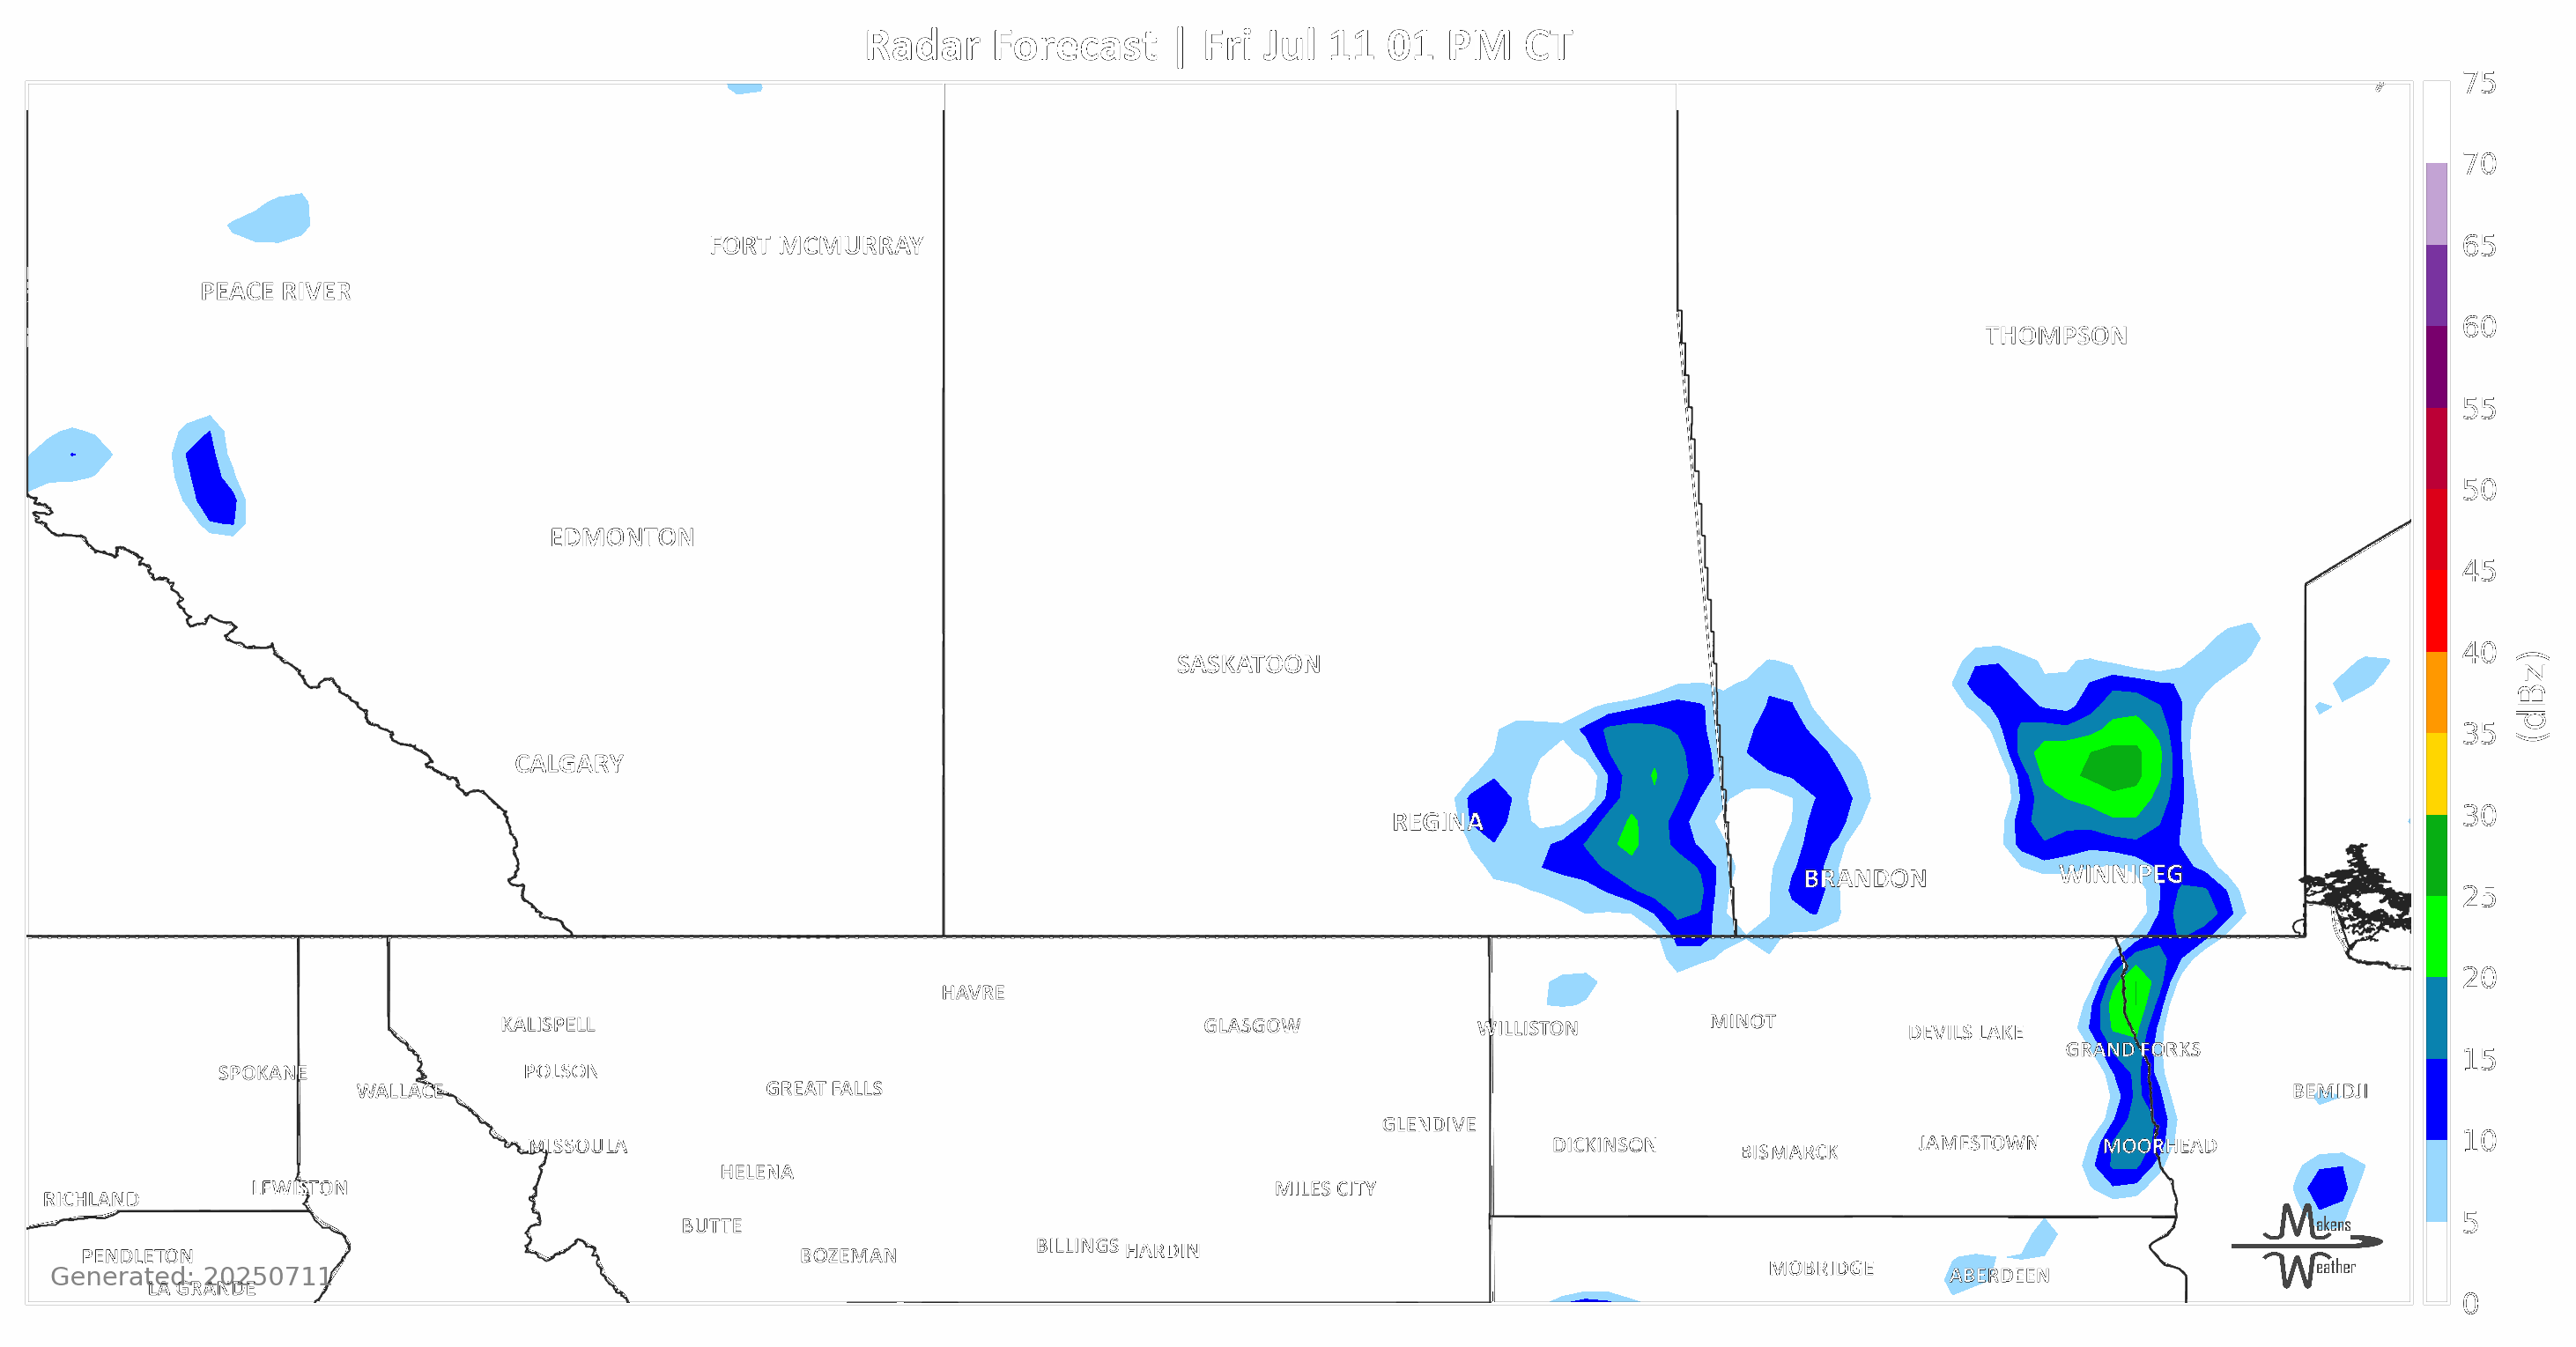 Radar Forecast | Fri Jul 11 01 PM CT
75
70
65
60
55
50
45
40
35
30
25
20
15
10
5
0
(dBz)
FORT MCMURRAY
PEACE RIVER
THOMPSON
EDMONTON
SASKATOON
CALGARY
REGINA
BRANDON
WINNIPEG
HAVRE
KALISPELL
GLASGOW
WILLISTON
MINOT
DEVILS LAKE
GRAND FORKS
SPOKANE
POLSON
WALLACE
GREAT FALLS
BEMIDJI
GLENDIVE
MISSOULA
DICKINSON
BISMARCK
JAMESTOWN
MOORHEAD
HELENA
LEWISTON
MILES CITY
RICHLAND
BUTTE
Makens
Weather
BILLINGS
HARDIN
PENDLETON
BOZEMAN
MOBRIDGE
ABERDEEN
Generated: 20250711
LA GRANDE